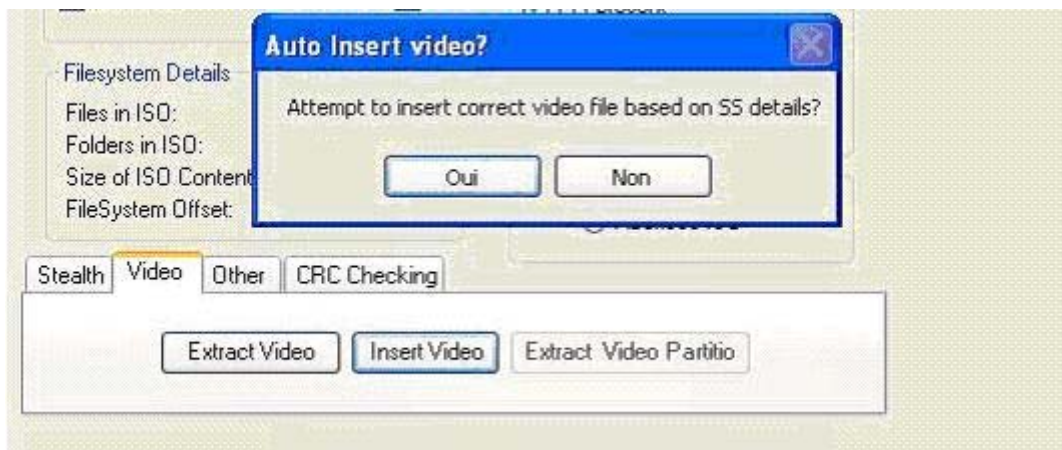 Auto Insert video?
Attempt to insert correct video file based on SS details?
Oui Non
Filesystem Details
Files in ISO:
Folders in ISO:
Size of ISO Content
FileSystem Offset:
Stealth Video Other CRC Checking
Extract Video Insert Video Extract Video Partitio